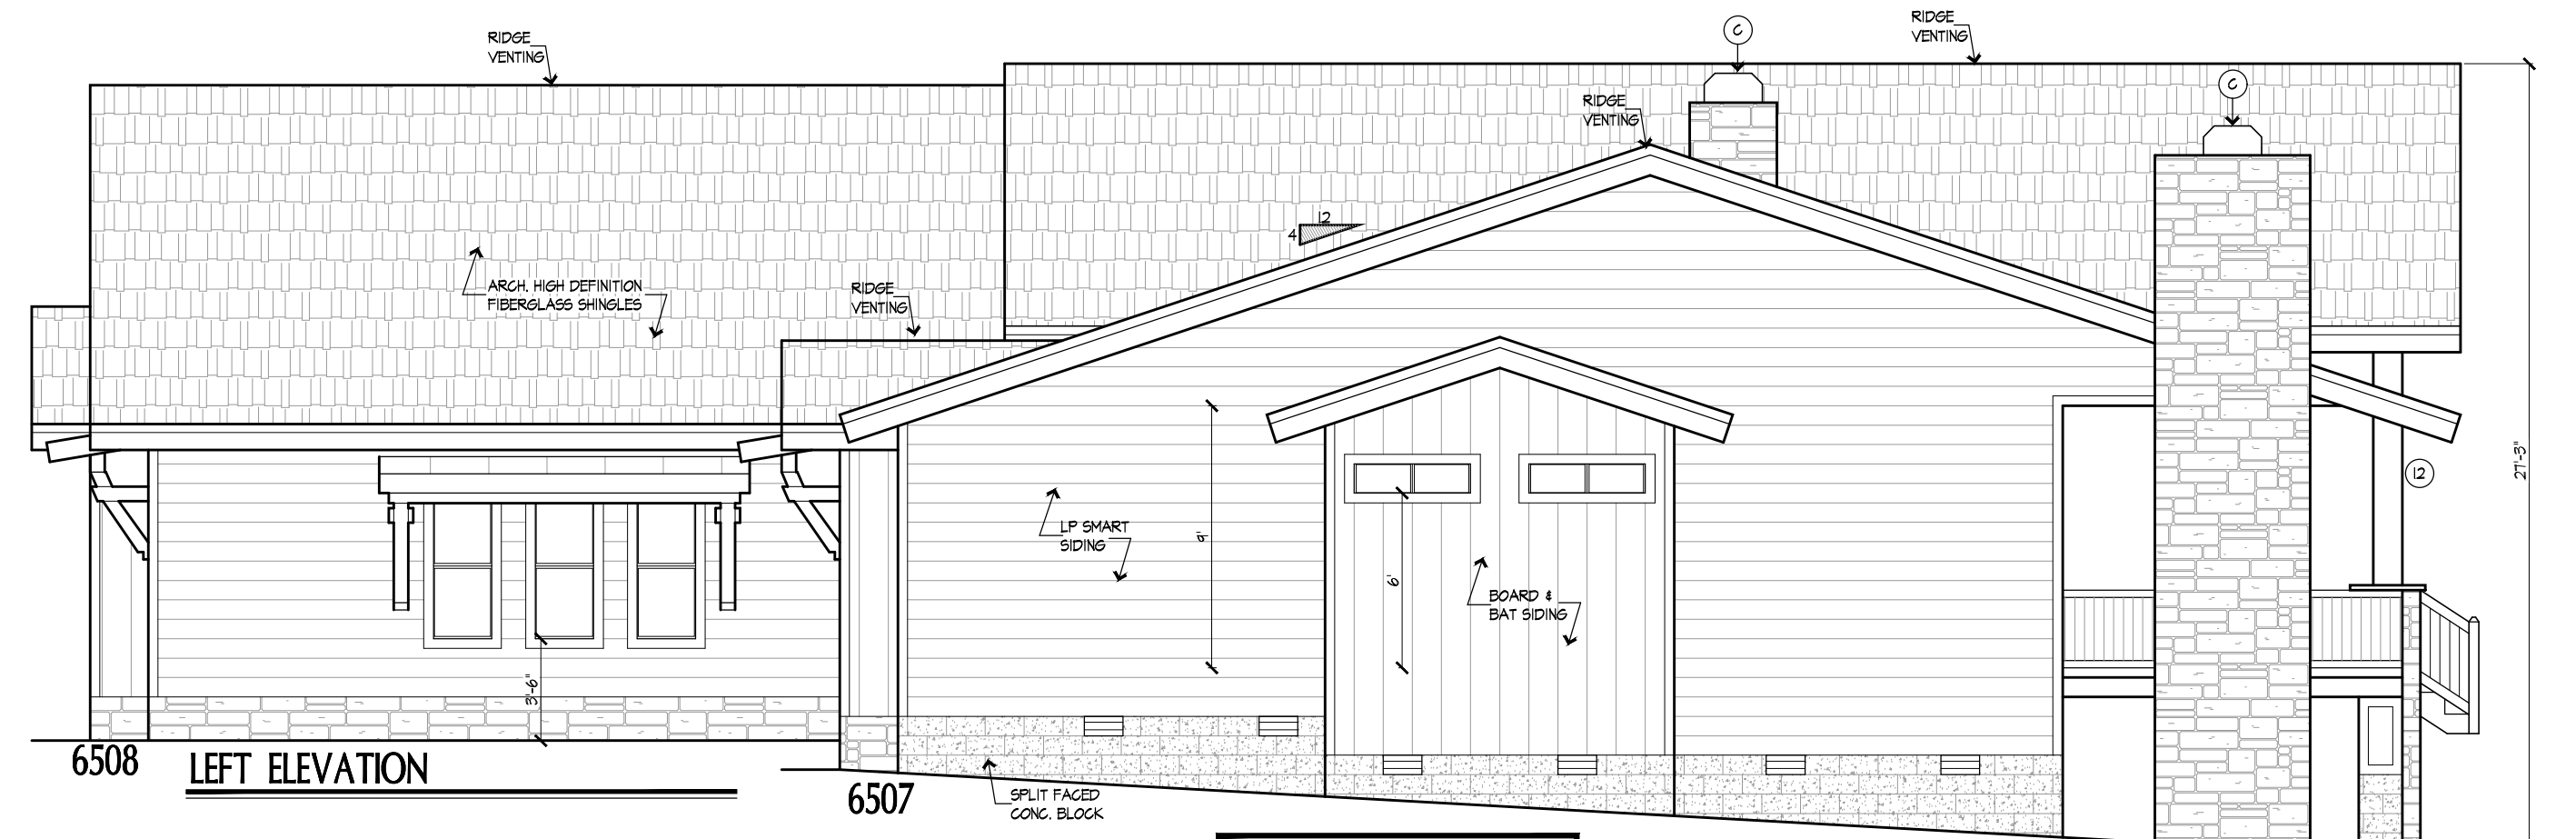 RIDGE
VENTING
C
RIDGE
VENTING
C
RIDGE
VENTING
12
4
ARCH. HIGH DEFINITION
FIBERGLASS SHINGLES
RIDGE
VENTING
27'-3"
12
LP SMART
SIDING
9'
6'
BOARD &
BAT SIDING
3'-6"
6508
LEFT ELEVATION
6507
SPLIT FACED
CONC. BLOCK